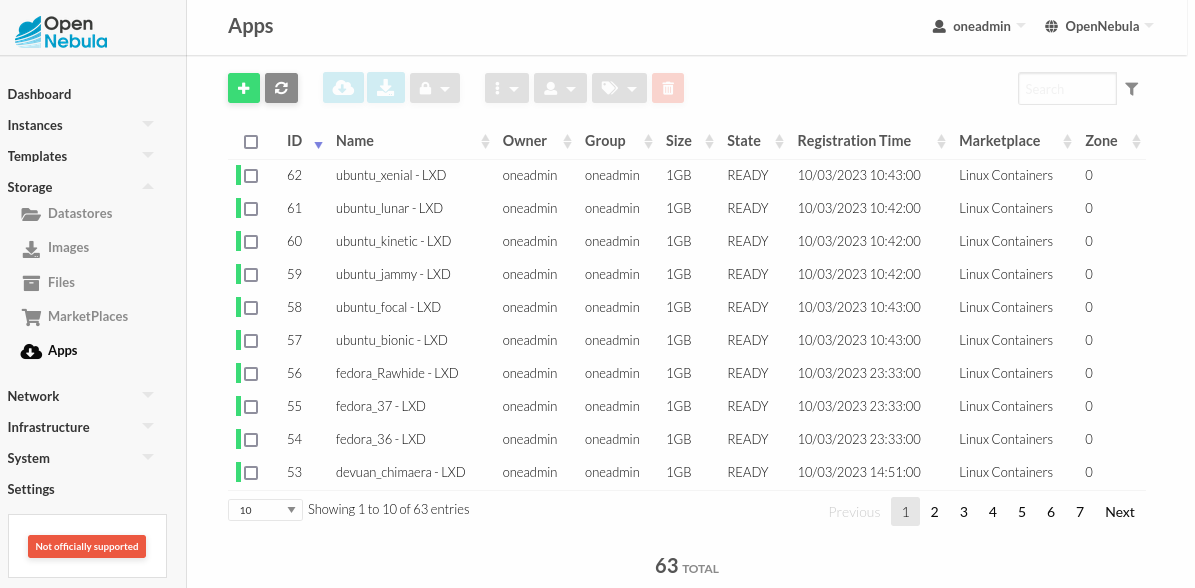 Open
Nebula
Apps
oneadmin
OpenNebula
Dashboard
Instances
Templates
Storage
Datastores
Images
Files
MarketPlaces
Apps
Network
Infrastructure
System
Settings
Not officially supported
Search
ID Name Owner Group Size State Registration Time Marketplace Zone
62 ubuntu_xenial - LXD oneadmin oneadmin 1GB READY 10/03/2023 10:43:00 Linux Containers 0
61 ubuntu_lunar - LXD oneadmin oneadmin 1GB READY 10/03/2023 10:42:00 Linux Containers 0
60 ubuntu_kinetic - LXD oneadmin oneadmin 1GB READY 10/03/2023 10:42:00 Linux Containers 0
59 ubuntu_jammy - LXD oneadmin oneadmin 1GB READY 10/03/2023 10:42:00 Linux Containers 0
58 ubuntu_focal - LXD oneadmin oneadmin 1GB READY 10/03/2023 10:43:00 Linux Containers 0
57 ubuntu_bionic - LXD oneadmin oneadmin 1GB READY 10/03/2023 10:43:00 Linux Containers 0
56 fedora_Rawhide - LXD oneadmin oneadmin 1GB READY 10/03/2023 23:33:00 Linux Containers 0
55 fedora_37 - LXD oneadmin oneadmin 1GB READY 10/03/2023 23:33:00 Linux Containers 0
54 fedora_36 - LXD oneadmin oneadmin 1GB READY 10/03/2023 23:33:00 Linux Containers 0
53 devuan_chimaera - LXD oneadmin oneadmin 1GB READY 10/03/2023 14:51:00 Linux Containers 0
10 Showing 1 to 10 of 63 entries
Previous 1 2 3 4 5 6 7 Next
63 TOTAL